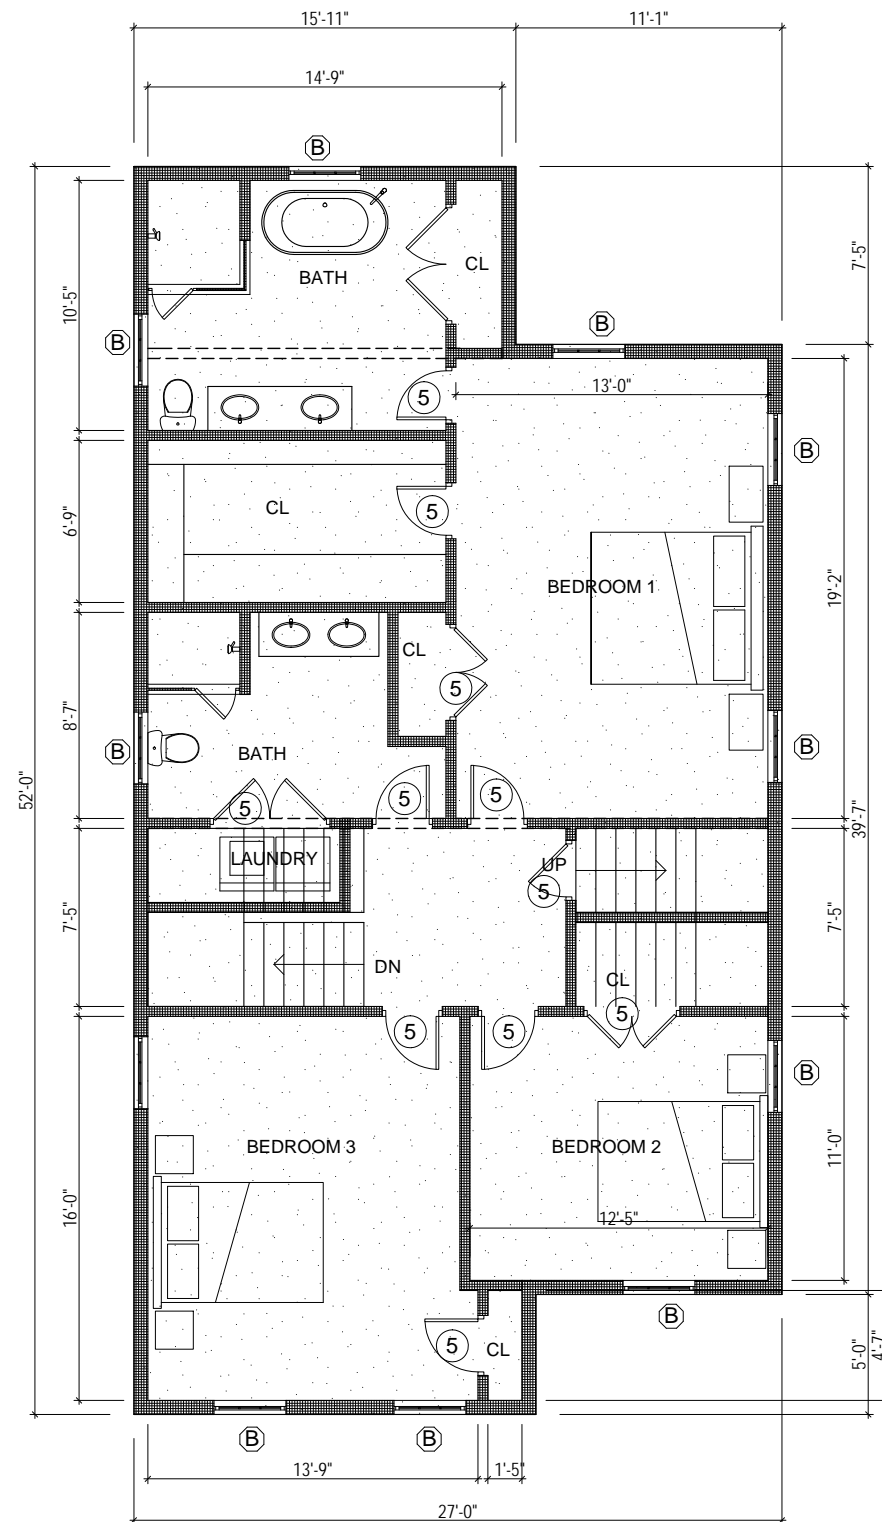 15'-11"
11'-1"
14'-9"
B
BATH
CL
7'-5"
10'-5"
B
B
5
13'-0"
B
CL
5
6'-9"
BEDROOM 1
19'-2"
CL
5
8'-7"
B
BATH
B
52'-0"
5
5
5
39'-7"
LAUNDRY
UP
5
7'-5"
7'-5"
DN
CL
5
5
5
B
BEDROOM 3
BEDROOM 2
11'-0"
16'-0"
12'-5"
B
5
CL
5'-0"
4'-7"
B
B
13'-9"
1'-5"
27'-0"